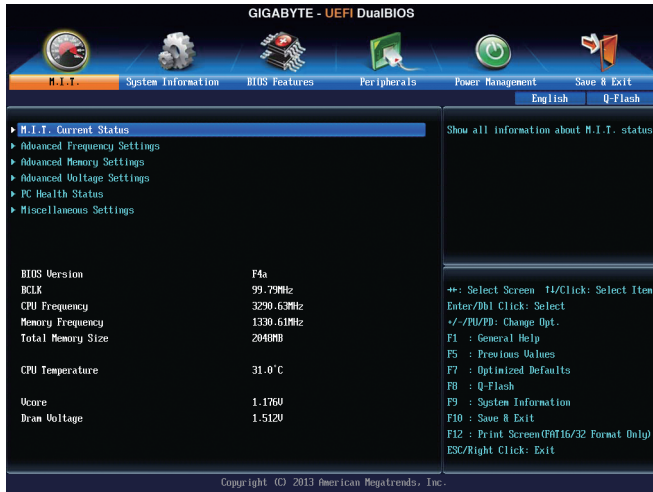 GIGABYTE - UEFI DualBIOS
M.I.T. System Information BIOS Features Peripherals Power Management Save & Exit
English Q-Flash
M.I.T. Current Status
Advanced Frequency Settings
Advanced Memory Settings
Advanced Voltage Settings
PC Health Status
Miscellaneous Settings
BIOS Version F4a
BCLK 99.79MHz
CPU Frequency 3290.63MHz
Memory Frequency 1330.61MHz
Total Memory Size 2048MB
CPU Temperature 31.0°C
Vcore 1.176V
Dram Voltage 1.512V
Show all information about M.I.T. status
→←: Select Screen ↑↓/Click: Select Item
Enter/Dbl Click: Select
+/-/PU/PD: Change Opt.
F1 : General Help
F5 : Previous Values
F7 : Optimized Defaults
F8 : Q-Flash
F9 : System Information
F10 : Save & Exit
F12 : Print Screen(FAT16/32 Format Only)
ESC/Right Click: Exit
Copyright (C) 2013 American Megatrends, Inc.